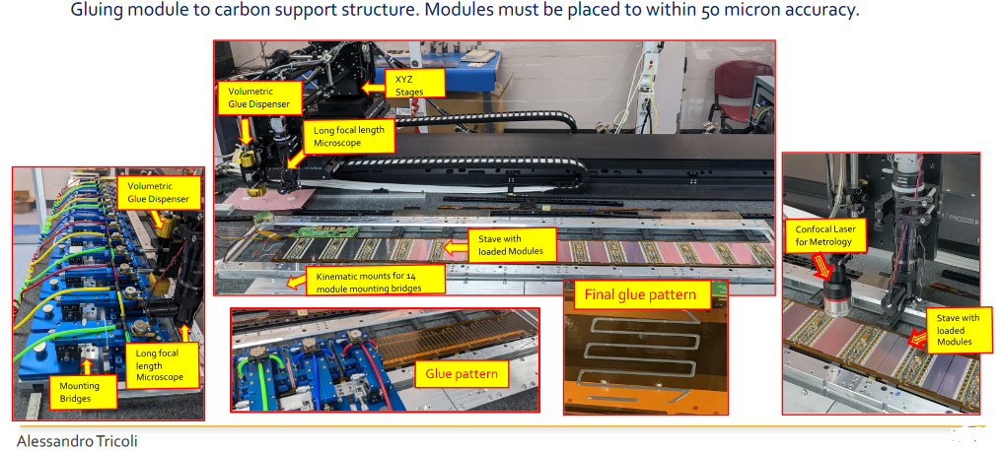 Gluing module to carbon support structure. Modules must be placed to within 50 micron accuracy.
XYZ
Stages
Volumetric
Glue Dispenser
Long focal length
Microscope
Stave with
loaded Modules
Kinematic mounts for 14
module mounting bridges
Volumetric
Glue Dispenser
Long focal
length
Microscope
Mounting
Bridges
Glue pattern
Final glue pattern
Confocal Laser
for Metrology
Stave with
loaded
Modules
Alessandro Tricoli